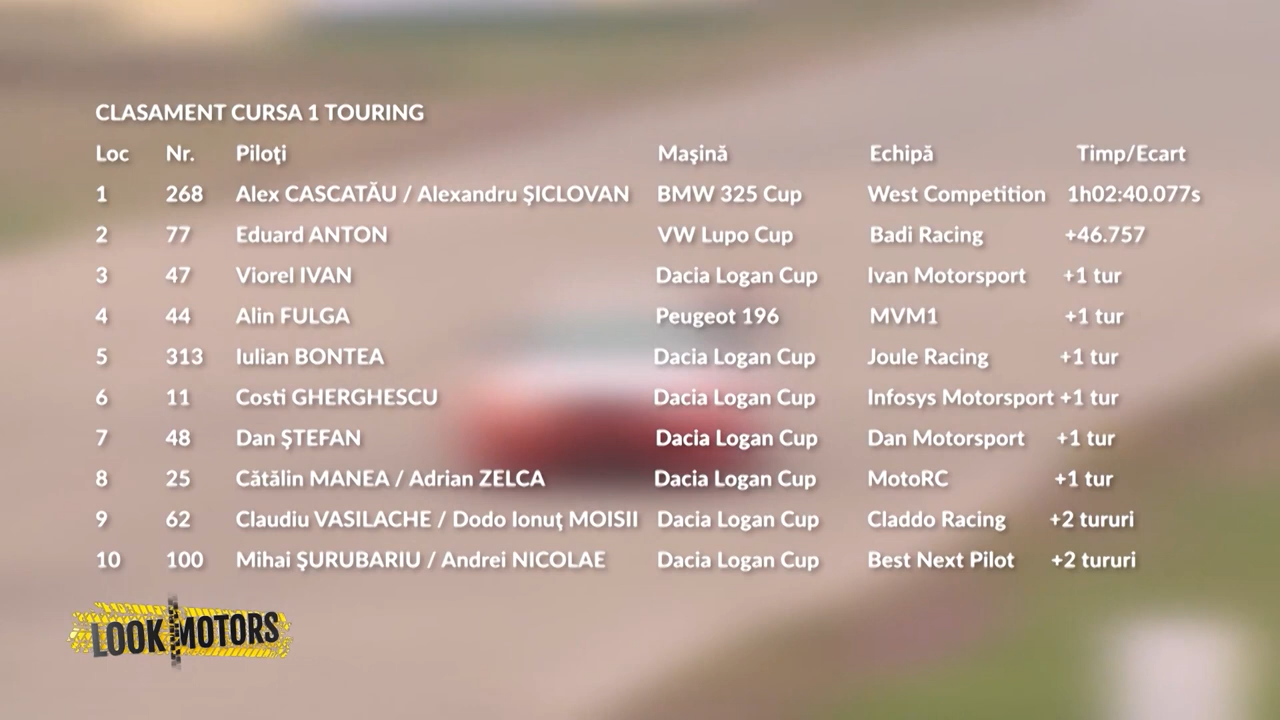 CLASAMENT CURSA 1 TOURING
Loc Nr. Piloţi Maşină Echipă Timp/Ecart
1 268 Alex CASCATĂU / Alexandru ŞICLOVAN BMW 325 Cup West Competition 1h02:40.077s
2 77 Eduard ANTON VW Lupo Cup Badi Racing +46.757
3 47 Viorel IVAN Dacia Logan Cup Ivan Motorsport +1 tur
4 44 Alin FULGA Peugeot 196 MVM1 +1 tur
5 313 Iulian BONTEA Dacia Logan Cup Joule Racing +1 tur
6 11 Costi GHERGHESCU Dacia Logan Cup Infosys Motorsport +1 tur
7 48 Dan ŞTEFAN Dacia Logan Cup Dan Motorsport +1 tur
8 25 Cătălin MANEA / Adrian ZELCA Dacia Logan Cup MotoRC +1 tur
9 62 Claudiu VASILACHE / Dodo Ionuţ MOISII Dacia Logan Cup Claddo Racing +2 tururi
10 100 Mihai ŞURUBARIU / Andrei NICOLAE Dacia Logan Cup Best Next Pilot +2 tururi
LOOK MOTORS